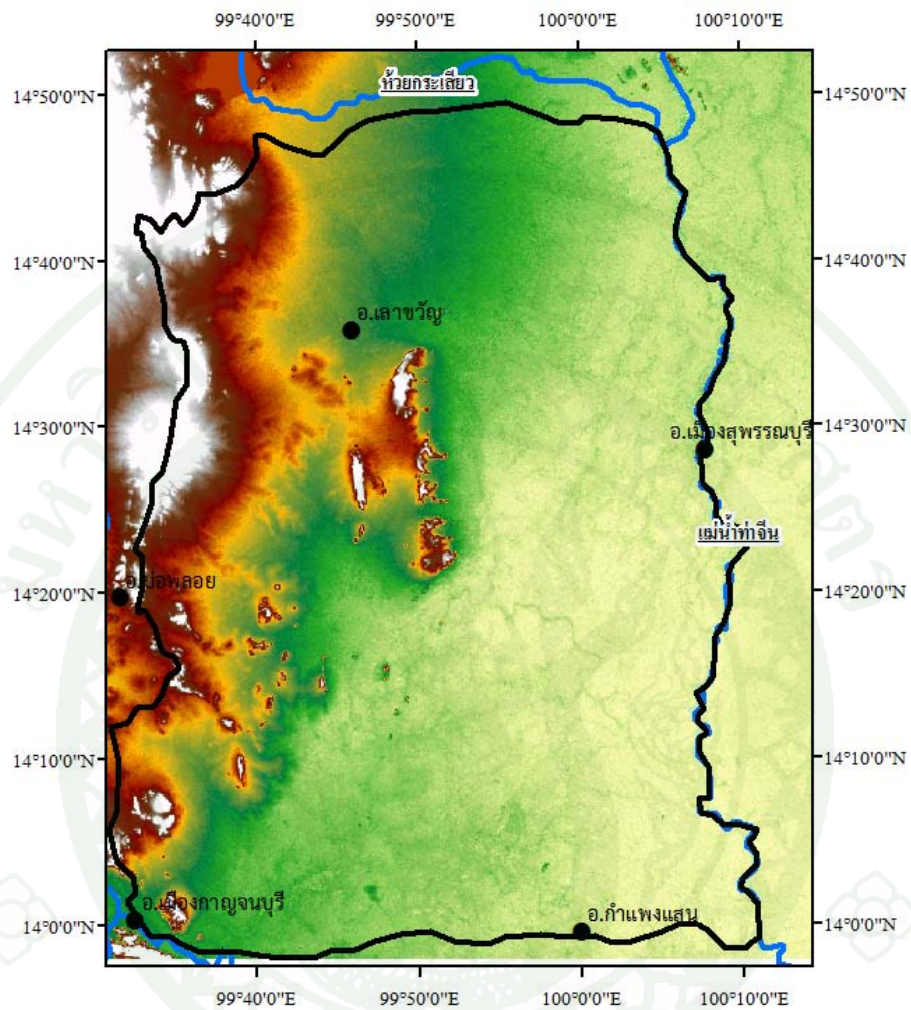 99°40'0"E 99°50'0"E 100°0'0"E 100°10'0"E
14°50'0"N 14°50'0"N
ห้วยกระเสียว
14°40'0"N 14°40'0"N
อ.เลาขวัญ
14°30'0"N 14°30'0"N
อ.เมืองสุพรรณบุรี
แม่น้ำท่าจีน
14°20'0"N 14°20'0"N
อ.บ่อพลอย
14°10'0"N 14°10'0"N
อ.เมืองกาญจนบุรี
14°0'0"N 14°0'0"N
อ.กำแพงแสน
99°40'0"E 99°50'0"E 100°0'0"E 100°10'0"E